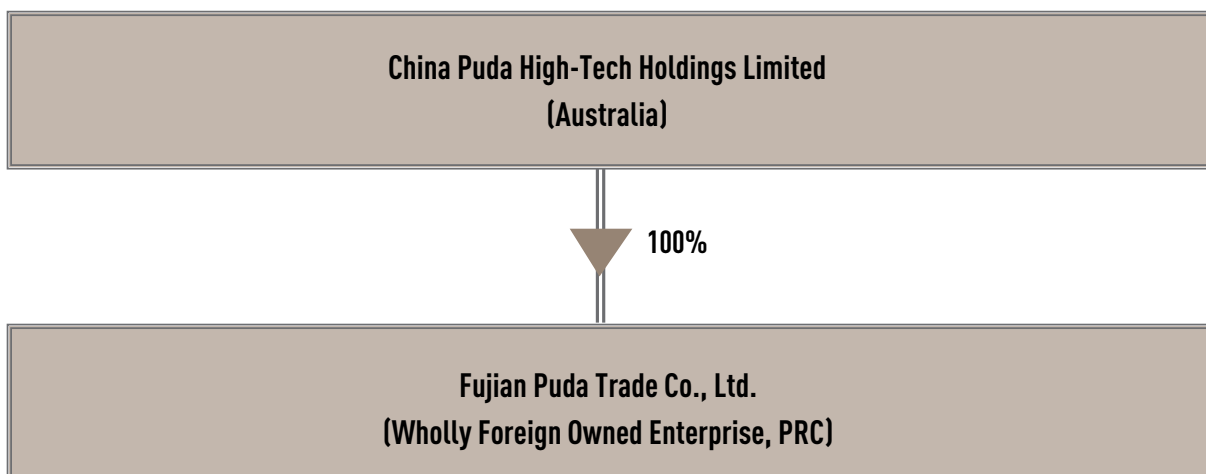 China Puda High-Tech Holdings Limited
(Australia)
100%
Fujian Puda Trade Co., Ltd.
(Wholly Foreign Owned Enterprise, PRC)